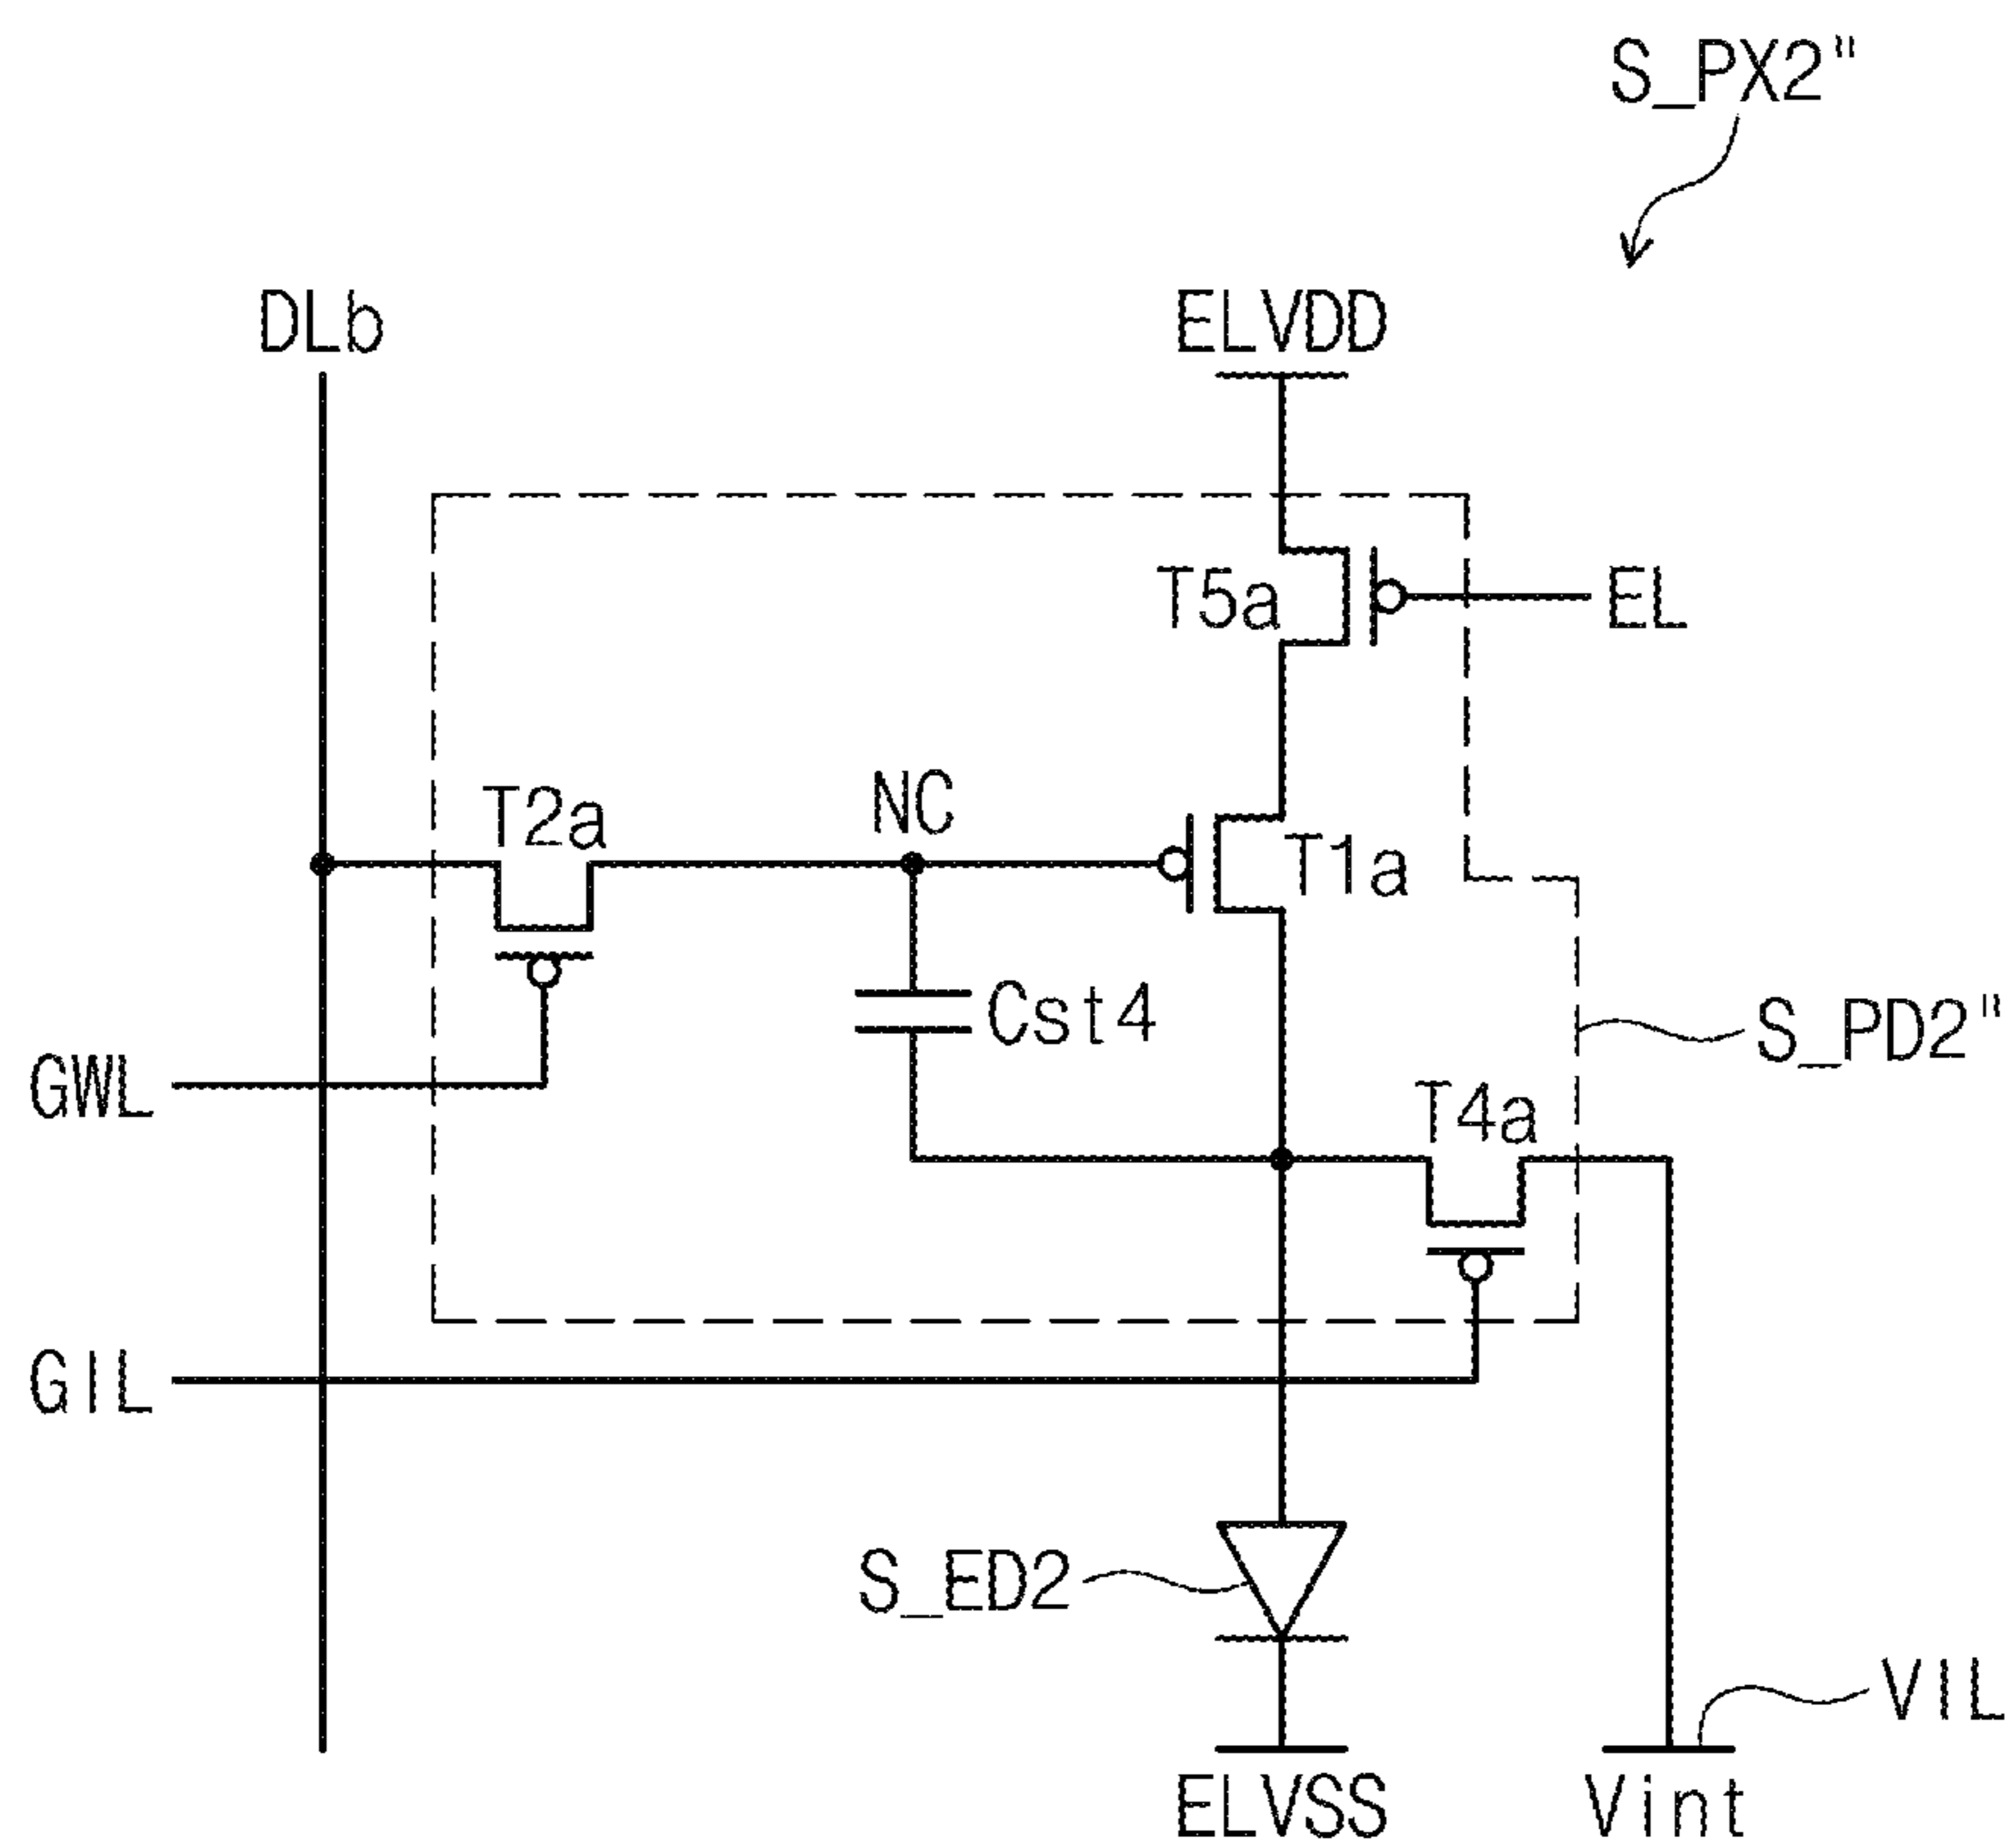 S_PX2"
DLb
ELVDD
T5a
EL
T2a
NC
T1a
Cst4
S_PD2"
GWL
T4a
GIL
S_ED2
VIL
ELVSS
Vint